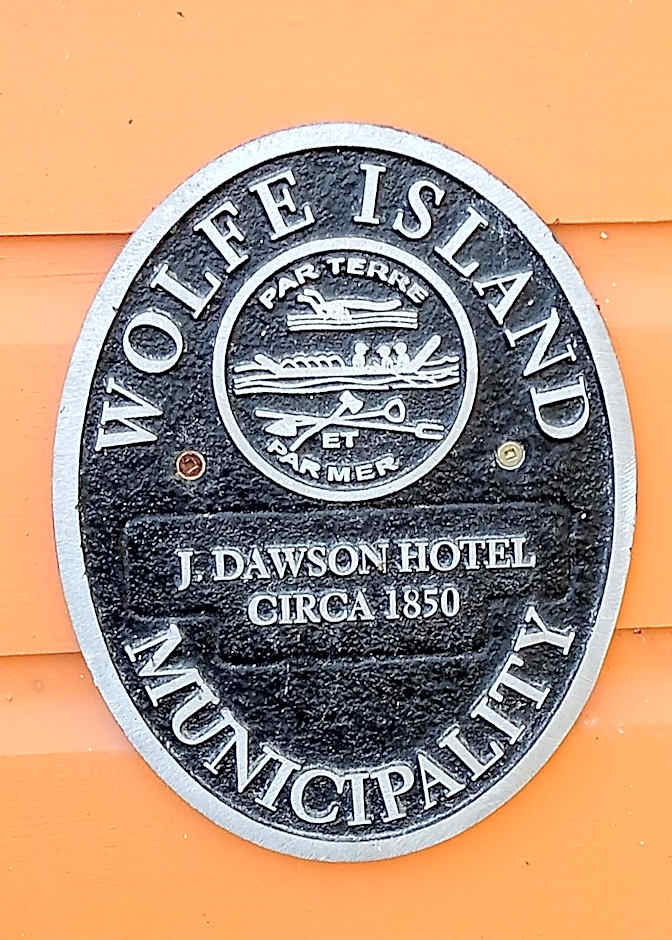 WOLFE ISLAND
PAR TERRE
ET
PAR MER
J. DAWSON HOTEL
CIRCA 1850
MUNICIPALITY